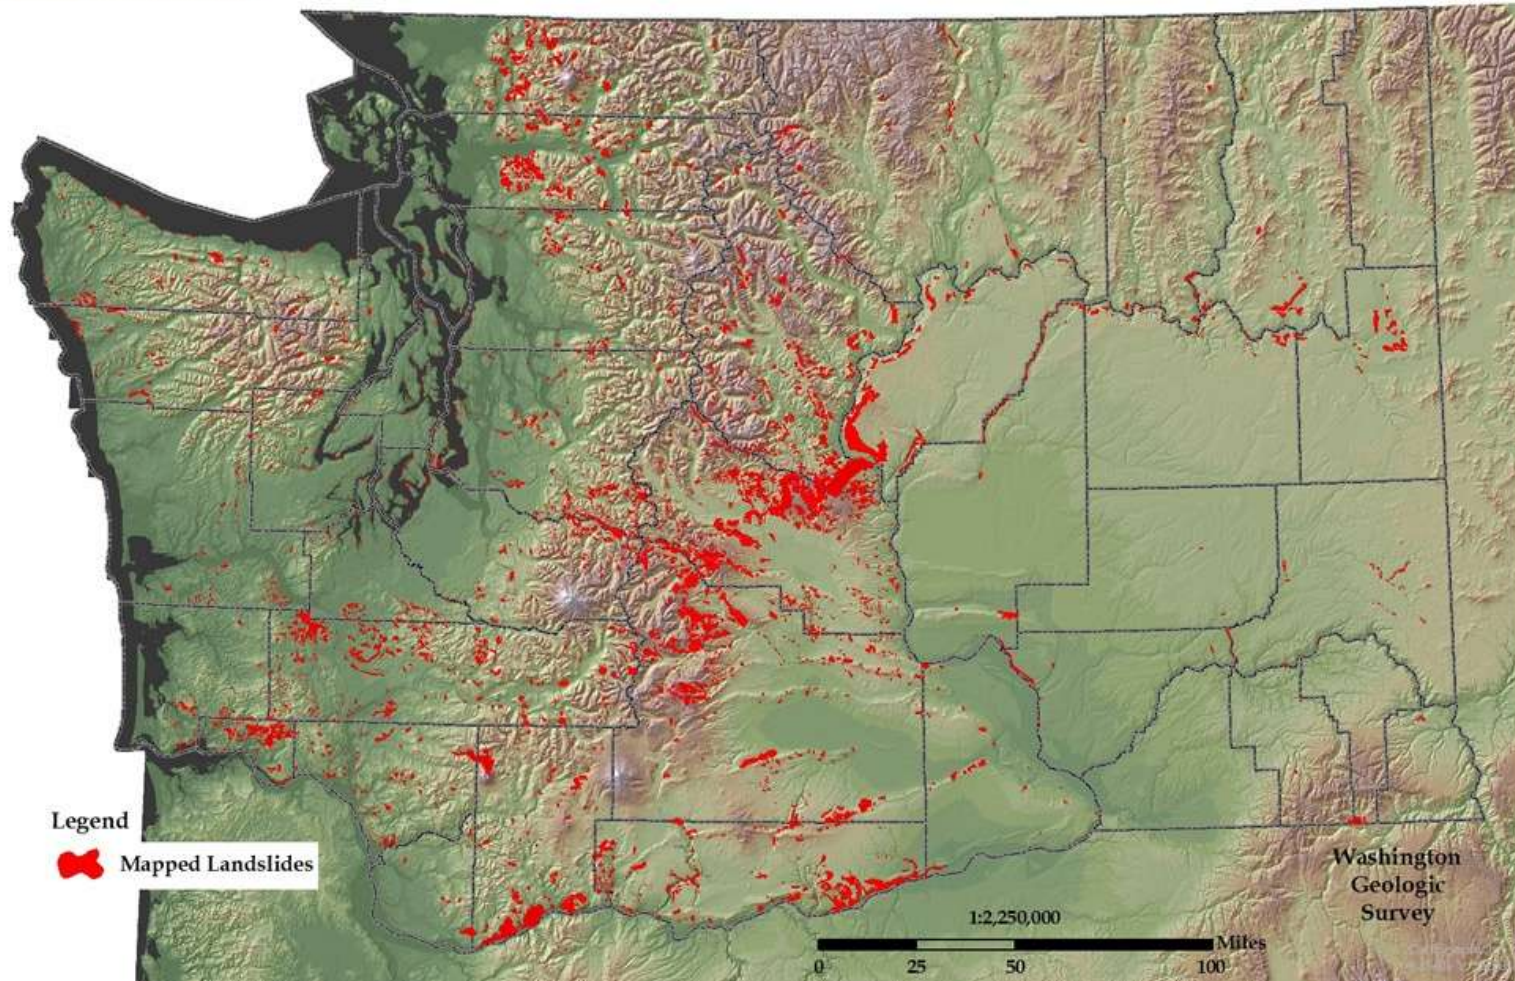 Legend
Mapped Landslides
1:2,250,000
Miles
0 25 50 100
Washington
Geologic
Survey